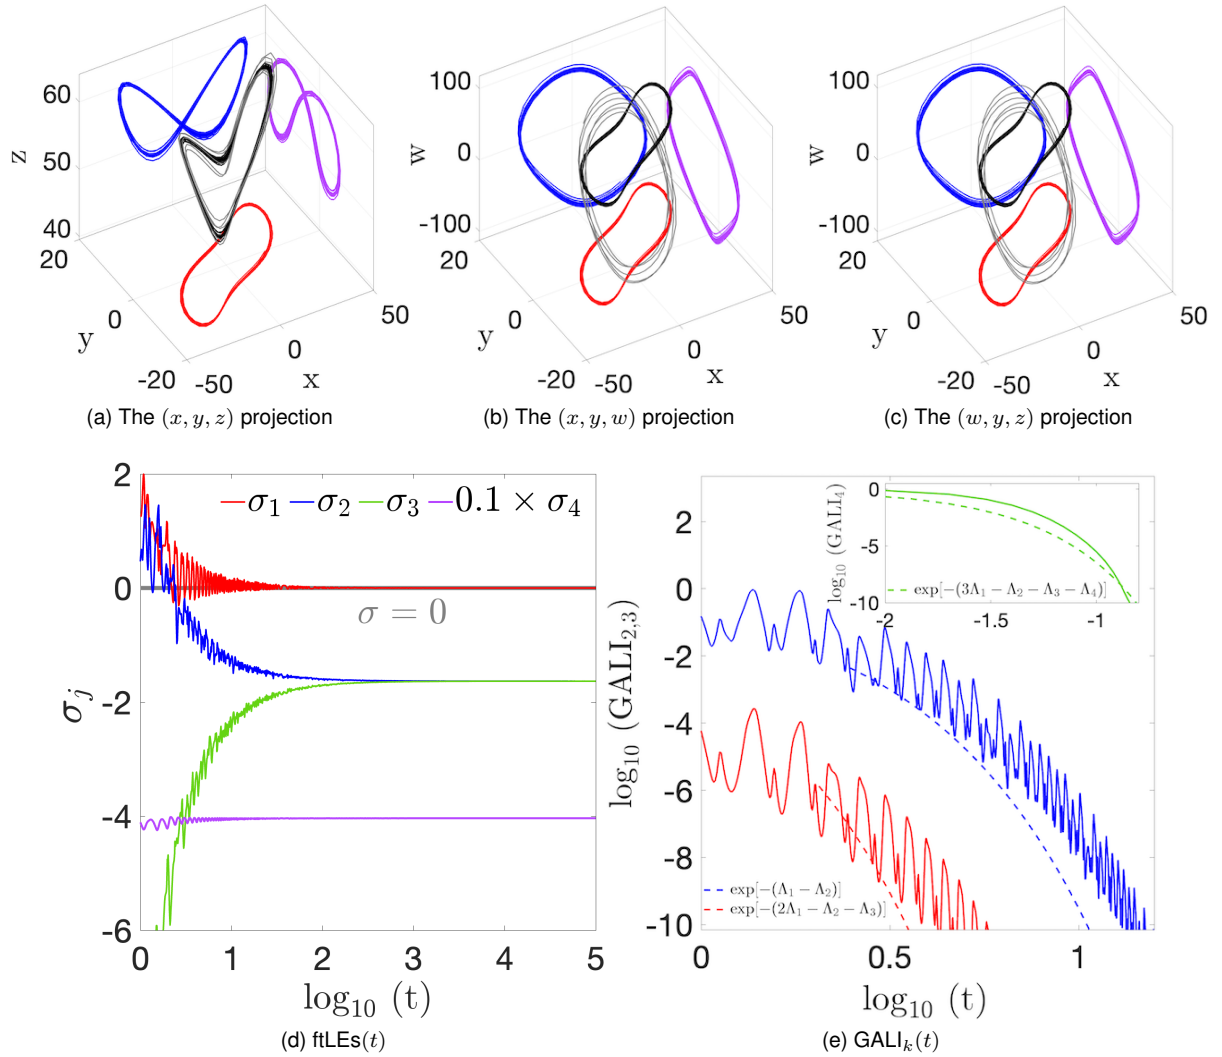 60
z
50
40
20
y
0
-20
-50
0
x
50
(a) The (x, y, z) projection
100
w
0
-100
20
y
0
-20
-50
0
x
50
(b) The (x, y, w) projection
100
w
0
-100
20
y
0
-20
-50
0
x
50
(c) The (w, y, z) projection
2
0
-2
-4
-6
σ_j
σ₁ σ₂ σ₃ 0.1 × σ₄
σ = 0
0 1 2 3 4 5
log₁₀ (t)
(d) ftLEs(t)
log₁₀ (GALI₂,₃)
2
0
-2
-4
-6
-8
-10
log₁₀ (GALI₄)
0
-5
-10
exp[-(3Λ₁ - Λ₂ - Λ₃ - Λ₄)]
-2 -1.5 -1
exp[-(Λ₁ - Λ₂)]
exp[-(2Λ₁ - Λ₂ - Λ₃)]
0 0.5 1
log₁₀ (t)
(e) GALIₖ(t)